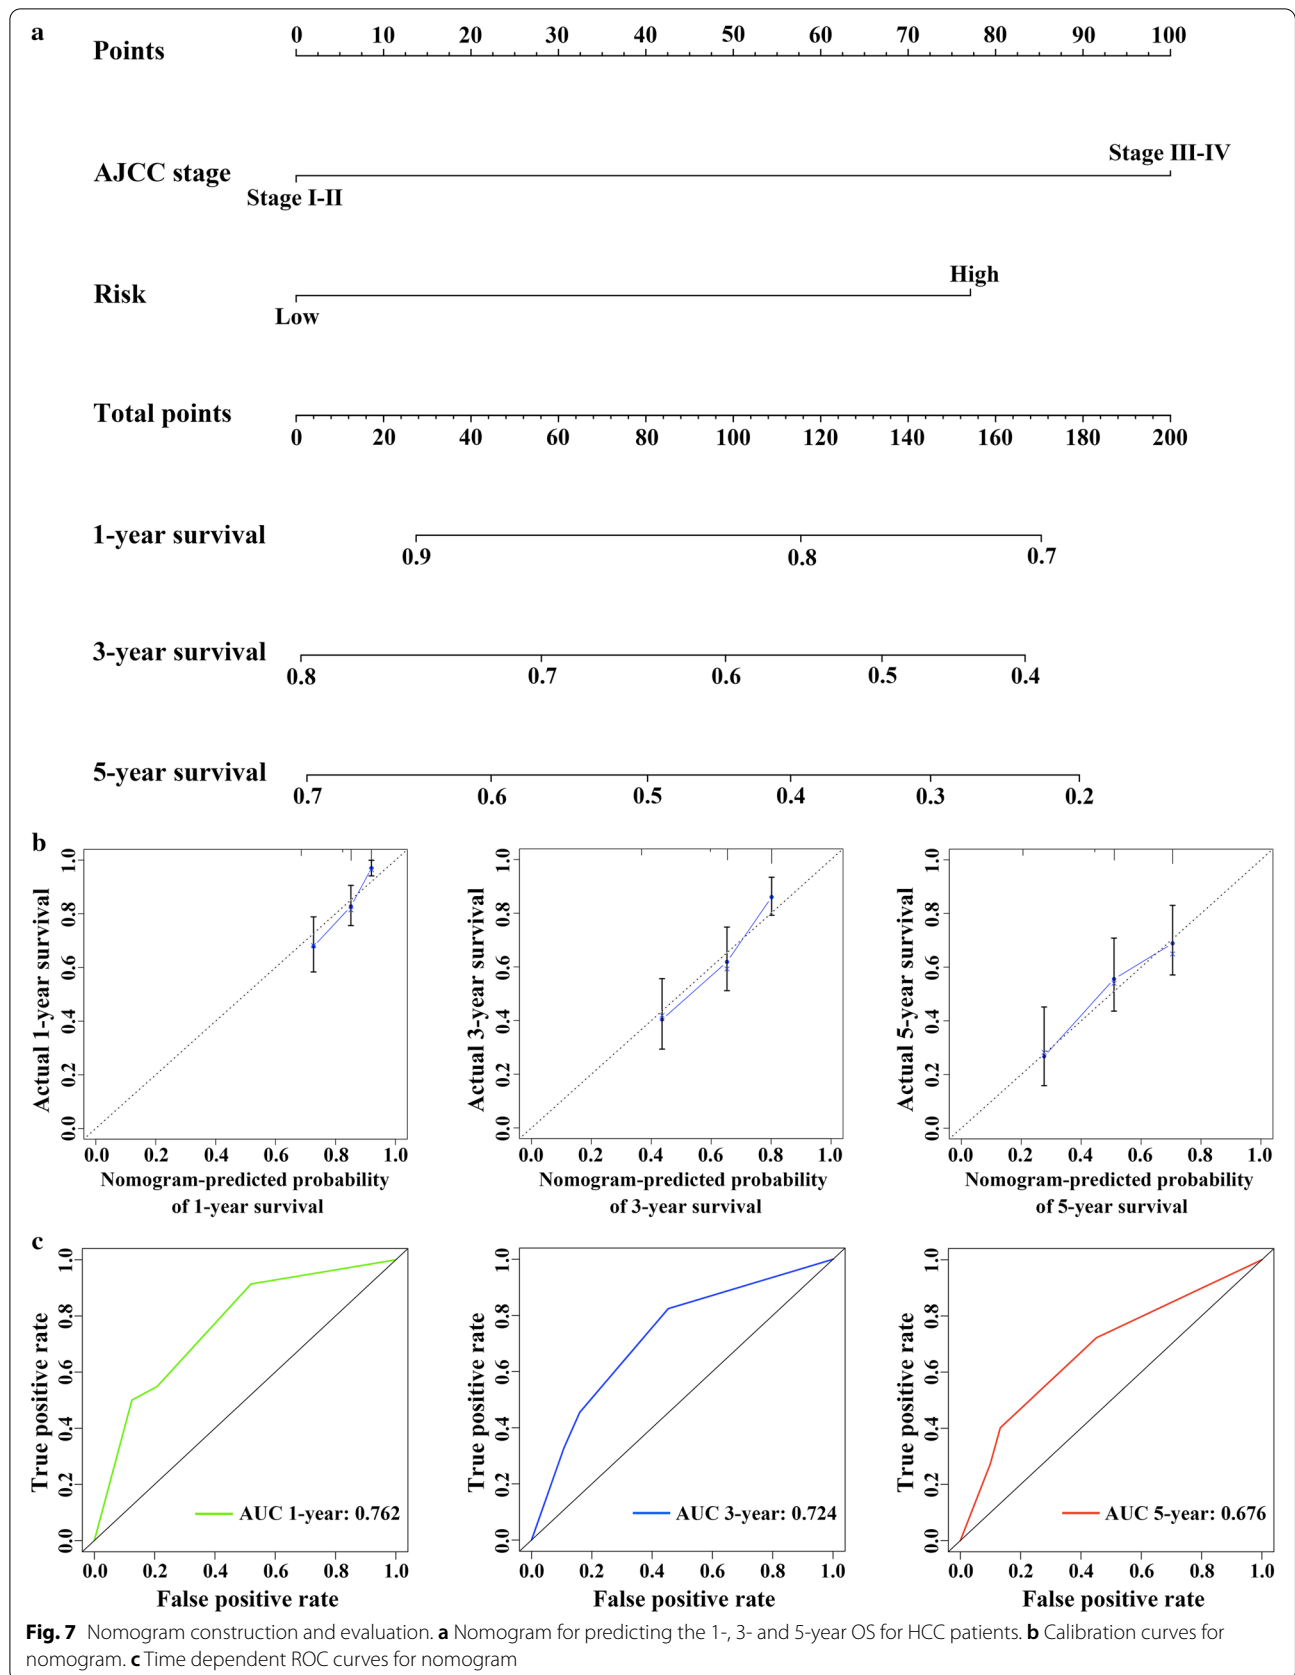 a
Points
0 10 20 30 40 50 60 70 80 90 100
AJCC stage
Stage III-IV
Stage I-II
Risk
High
Low
Total points
0 20 40 60 80 100 120 140 160 180 200
1-year survival
0.9 0.8 0.7
3-year survival
0.8 0.7 0.6 0.5 0.4
5-year survival
0.7 0.6 0.5 0.4 0.3 0.2
b
Actual 1-year survival
0.0 0.2 0.4 0.6 0.8 1.0
0.0 0.2 0.4 0.6 0.8 1.0
Nomogram-predicted probability
of 1-year survival
Actual 3-year survival
0.0 0.2 0.4 0.6 0.8 1.0
0.0 0.2 0.4 0.6 0.8 1.0
Nomogram-predicted probability
of 3-year survival
Actual 5-year survival
0.0 0.2 0.4 0.6 0.8 1.0
0.0 0.2 0.4 0.6 0.8 1.0
Nomogram-predicted probability
of 5-year survival
c
True positive rate
0.0 0.2 0.4 0.6 0.8 1.0
AUC 1-year: 0.762
0.0 0.2 0.4 0.6 0.8 1.0
False positive rate
True positive rate
0.0 0.2 0.4 0.6 0.8 1.0
AUC 3-year: 0.724
0.0 0.2 0.4 0.6 0.8 1.0
False positive rate
True positive rate
0.0 0.2 0.4 0.6 0.8 1.0
AUC 5-year: 0.676
0.0 0.2 0.4 0.6 0.8 1.0
False positive rate
Fig. 7 Nomogram construction and evaluation. a Nomogram for predicting the 1-, 3- and 5-year OS for HCC patients. b Calibration curves for
nomogram. c Time dependent ROC curves for nomogram